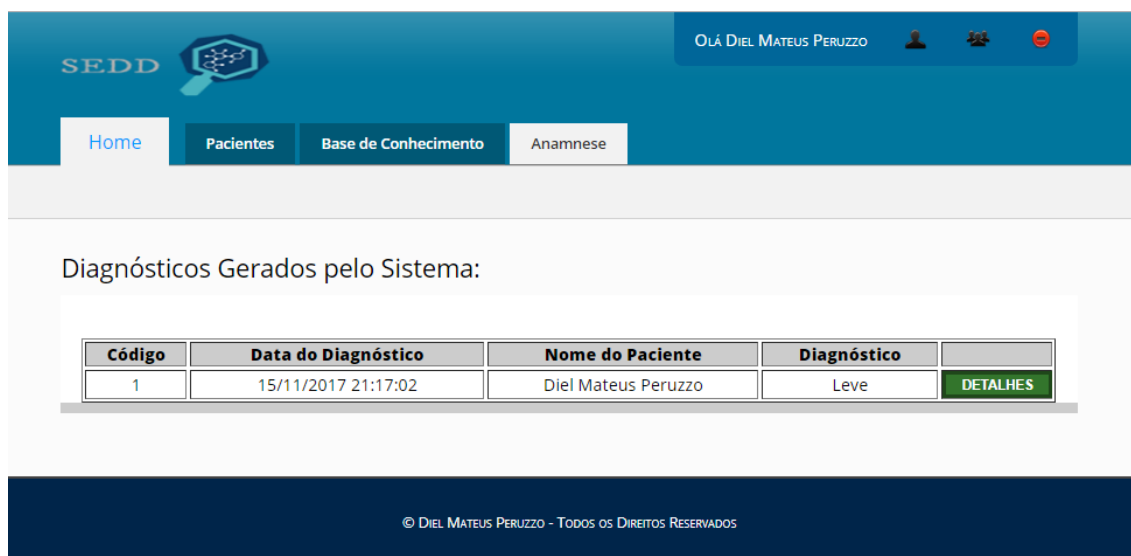 OLÁ DIEL MATEUS PERUZZO
SEDD
Home Pacientes Base de Conhecimento Anamnese
Diagnósticos Gerados pelo Sistema:
Código Data do Diagnóstico Nome do Paciente Diagnóstico
1 15/11/2017 21:17:02 Diel Mateus Peruzzo Leve DETALHES
© DIEL MATEUS PERUZZO - TODOS OS DIREITOS RESERVADOS